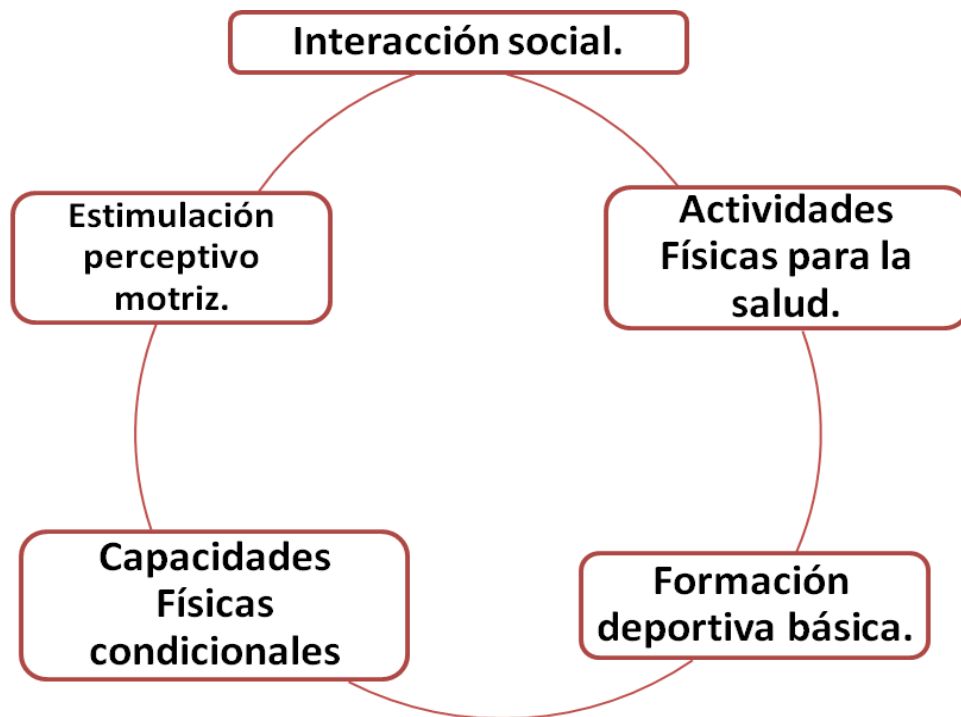 Interacción social.
Actividades
Físicas para la
salud.
Formación
deportiva básica.
Capacidades
Físicas
condicionales
Estimulación
perceptivo
motriz.